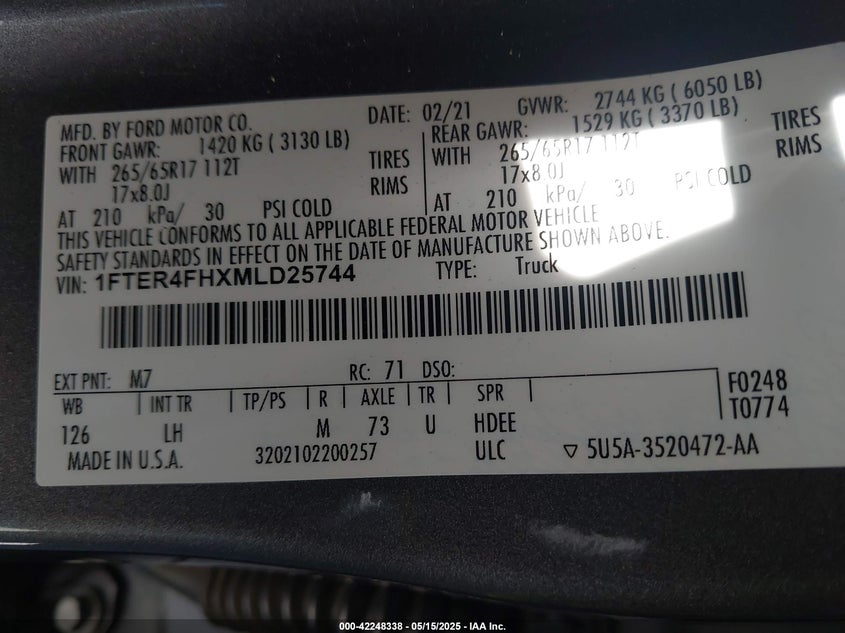 MFD. BY FORD MOTOR CO. DATE: 02/21 GVWR: 2744 KG ( 6050 LB)
FRONT GAWR: 1420 KG ( 3130 LB) REAR GAWR: 1529 KG ( 3370 LB)
WITH 265/65R17 112T TIRES WITH 265/65R17 112T TIRES
17x8.0J RIMS 17x8.0J RIMS
AT 210 kPa/ 30 PSI COLD AT 210 kPa/ 30 PSI COLD
THIS VEHICLE CONFORMS TO ALL APPLICABLE FEDERAL MOTOR VEHICLE
SAFETY STANDARDS IN EFFECT ON THE DATE OF MANUFACTURE SHOWN ABOVE.
VIN: 1FTER4FHXMLD25744 TYPE: Truck
EXT PNT: M7 RC: 71 DSO:
WB INT TR TP/PS R AXLE TR SPR F0248
126 LH M 73 U HDEE T0774
MADE IN U.S.A. 3202102200257 ULC ▽ 5U5A-3520472-AA
000-42248338 - 05/15/2025 - IAA Inc.